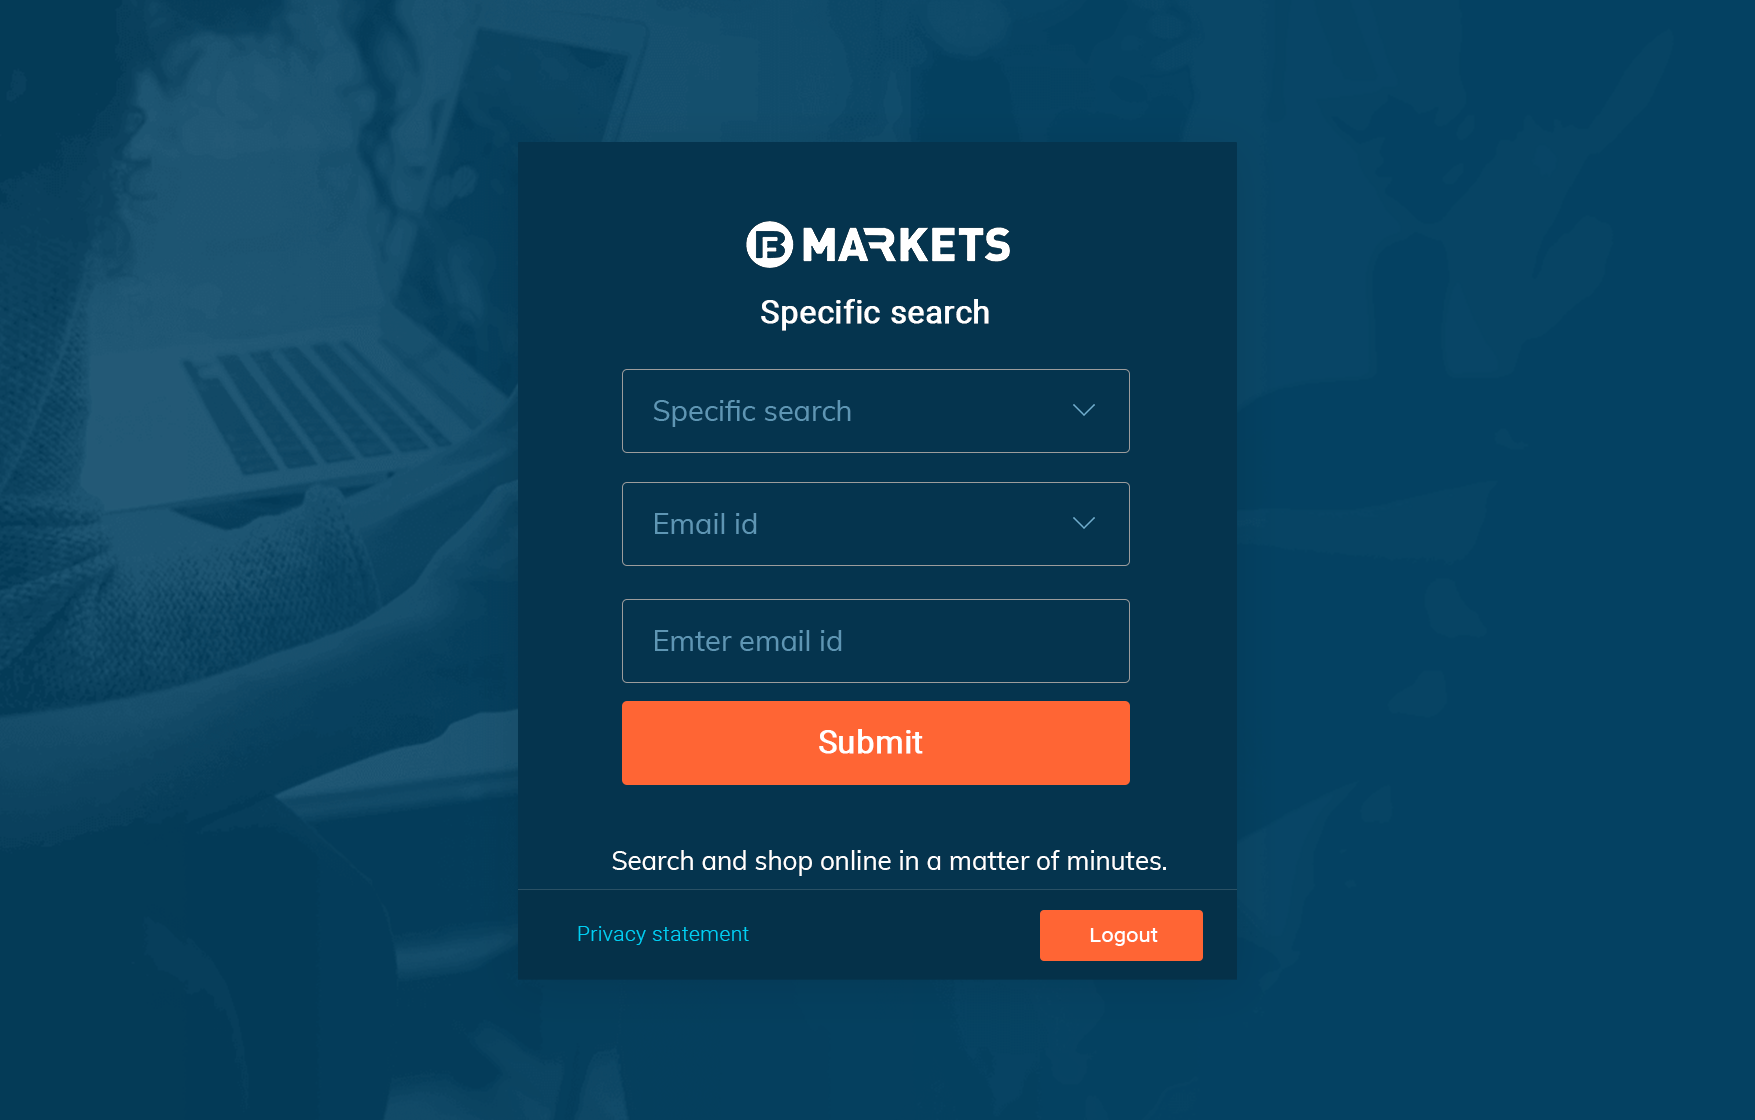 B MARKETS
Specific search
Specific search
Email id
Emter email id
Submit
Search and shop online in a matter of minutes.
Privacy statement
Logout